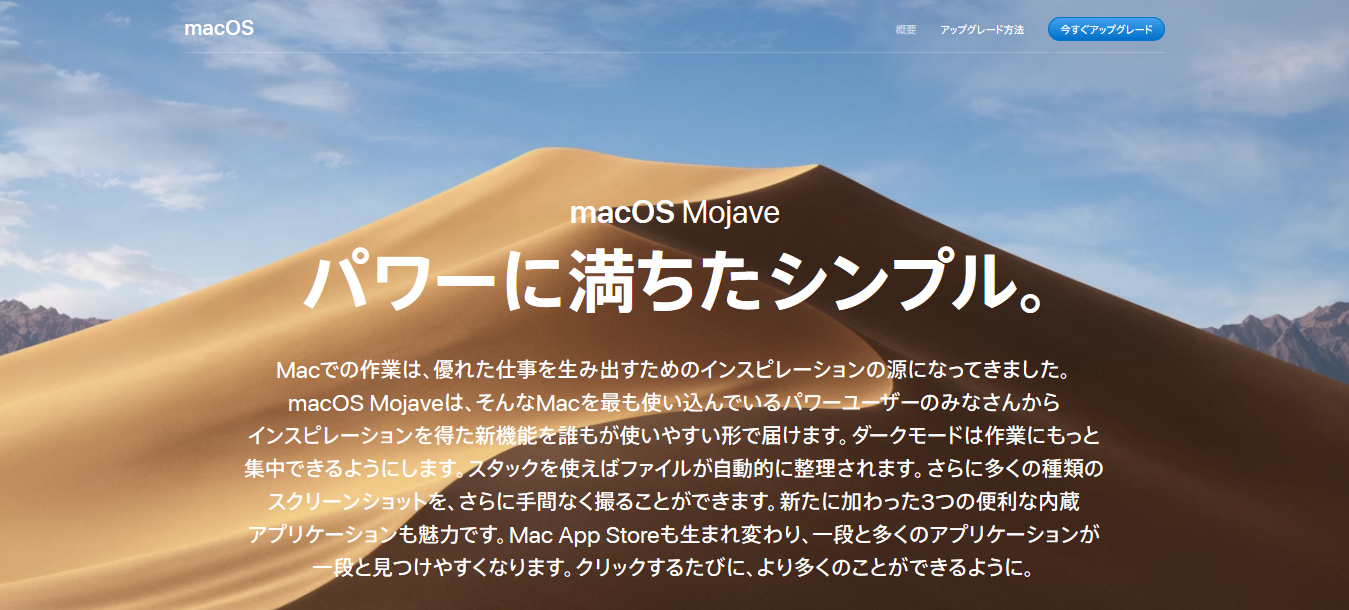 macOS
概要
アップグレード方法
今すぐアップグレード
macOS Mojave
パワーに満ちたシンプル。
Macでの作業は、優れた仕事を生み出すためのインスピレーションの源になってきました。
macOS Mojaveは、そんなMacを最も使い込んでいるパワーユーザーのみなさんから
インスピレーションを得た新機能を誰もが使いやすい形で届けます。ダークモードは作業にもっと
集中できるようにします。スタックを使えばファイルが自動的に整理されます。さらに多くの種類の
スクリーンショットを、さらに手間なく撮ることができます。新たに加わった3つの便利な内蔵
アプリケーションも魅力です。Mac App Storeも生まれ変わり、一段と多くのアプリケーションが
一段と見つけやすくなります。クリックするたびに、より多くのことができるように。